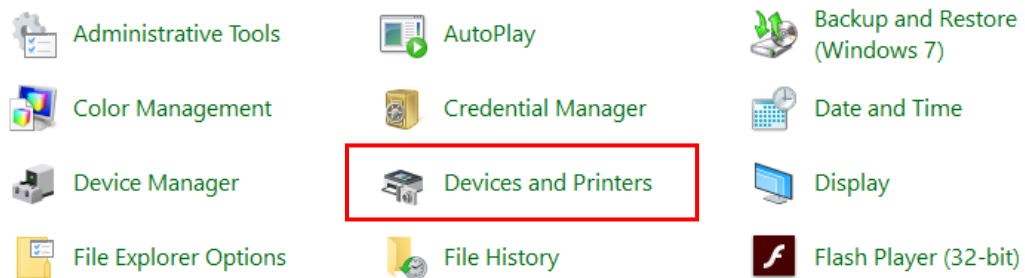 Administrative Tools
AutoPlay
Backup and Restore
(Windows 7)
Color Management
Credential Manager
Date and Time
Device Manager
Devices and Printers
Display
File Explorer Options
File History
Flash Player (32-bit)